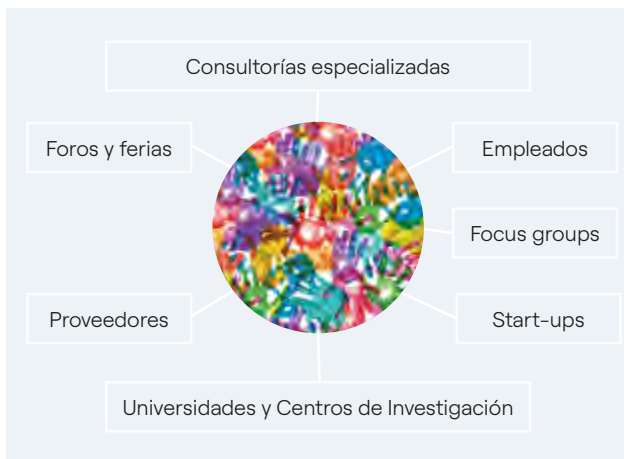 Consultorías especializadas
Foros y ferias
Empleados
Focus groups
Proveedores
Start-ups
Universidades y Centros de Investigación